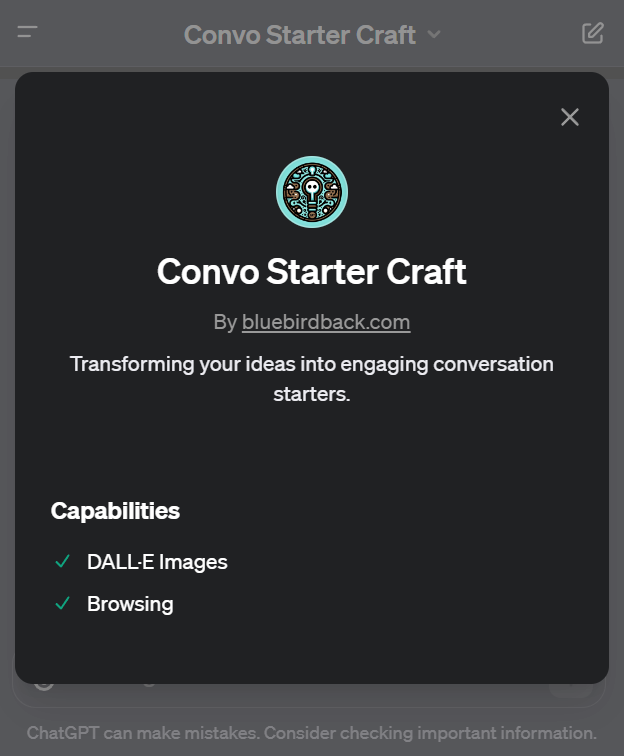 Convo Starter Craft
Convo Starter Craft
By bluebirdback.com
Transforming your ideas into engaging conversation
starters.
Capabilities
DALL·E Images
Browsing
ChatGPT can make mistakes. Consider checking important information.